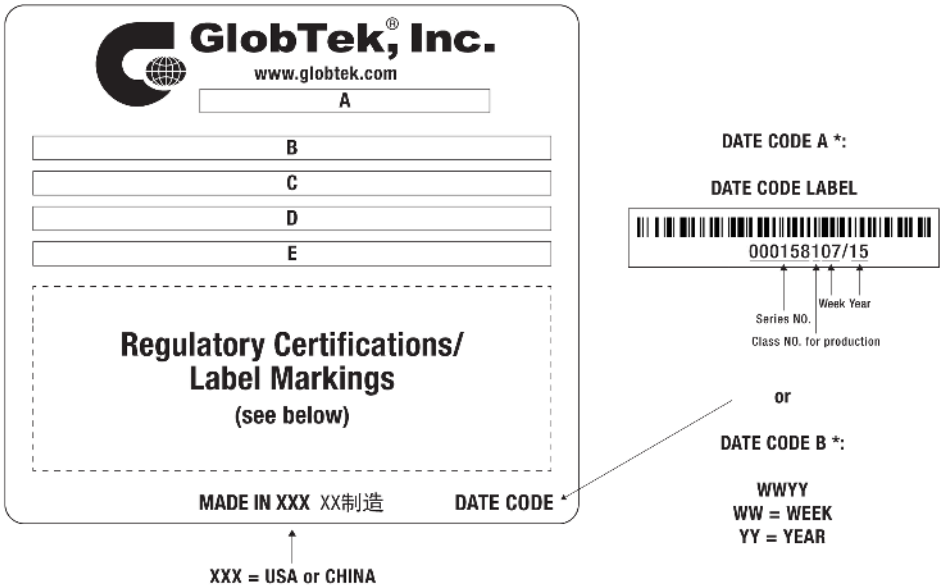 GlobTek®, Inc.
www.globtek.com
A
B
C
D
E
Regulatory Certifications/
Label Markings
(see below)
MADE IN XXX XX制造
DATE CODE
XXX = USA or CHINA
DATE CODE A *:
DATE CODE LABEL
000158107/15
Week Year
Series NO.
Class NO. for production
or
DATE CODE B *:
WWYY
WW = WEEK
YY = YEAR